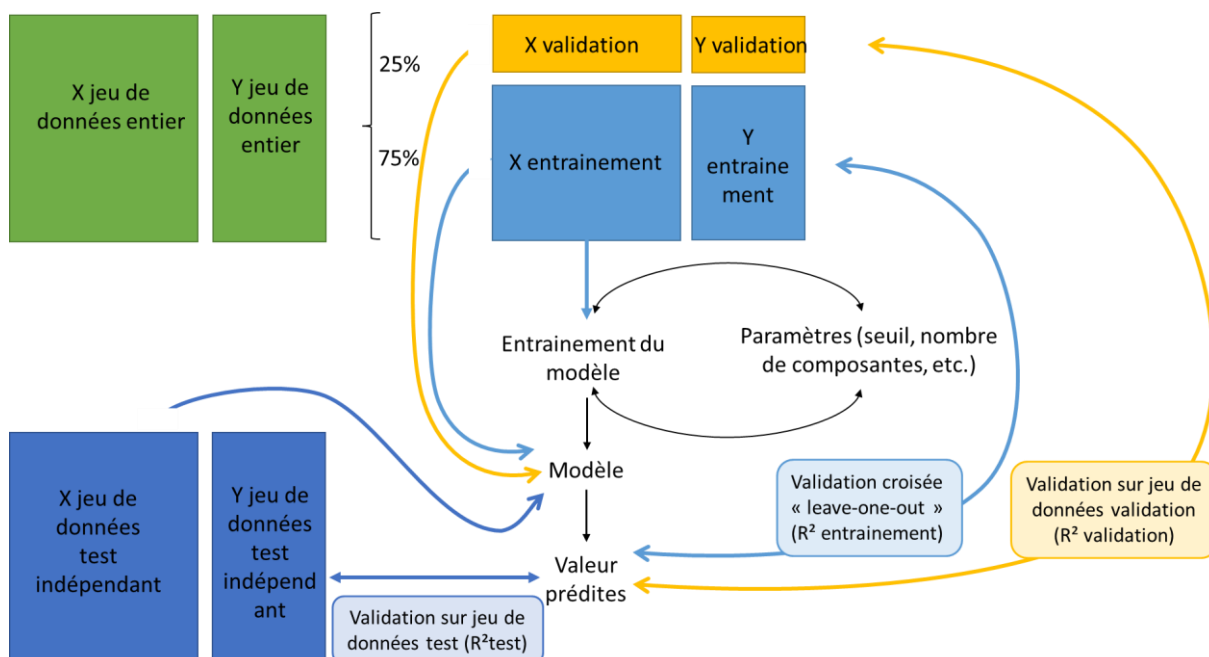 X jeu de
données entier
Y jeu de
données
entier
25%
75%
X validation
Y validation
X entrainement
Y
entraine
ment
Entrainement du
modèle
Paramètres (seuil, nombre
de composantes, etc.)
Modèle
Valeur
prédites
X jeu de
données
test
indépendant
Y jeu de
données
test
indépend
ant
Validation sur jeu de
données test (R²test)
Validation croisée
« leave-one-out »
(R² entrainement)
Validation sur jeu de
données validation
(R² validation)